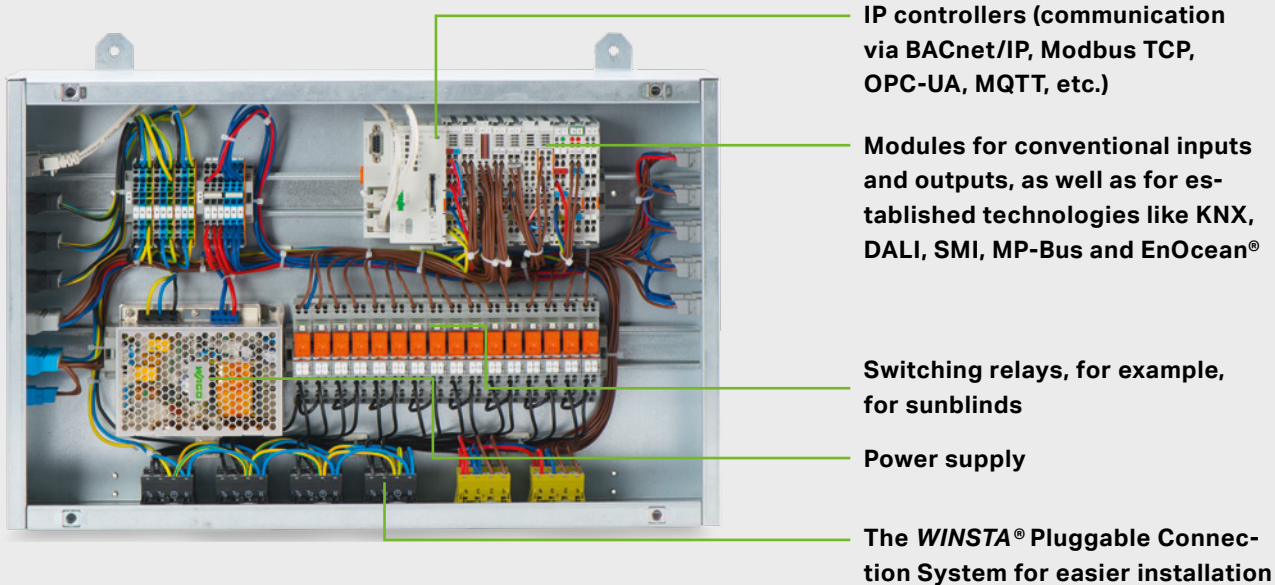 IP controllers (communication
via BACnet/IP, Modbus TCP,
OPC-UA, MQTT, etc.)
Modules for conventional inputs
and outputs, as well as for es-
tablished technologies like KNX,
DALI, SMI, MP-Bus and EnOcean®
Switching relays, for example,
for sunblinds
Power supply
WAGO
The WINSTA® Pluggable Connec-
tion System for easier installation